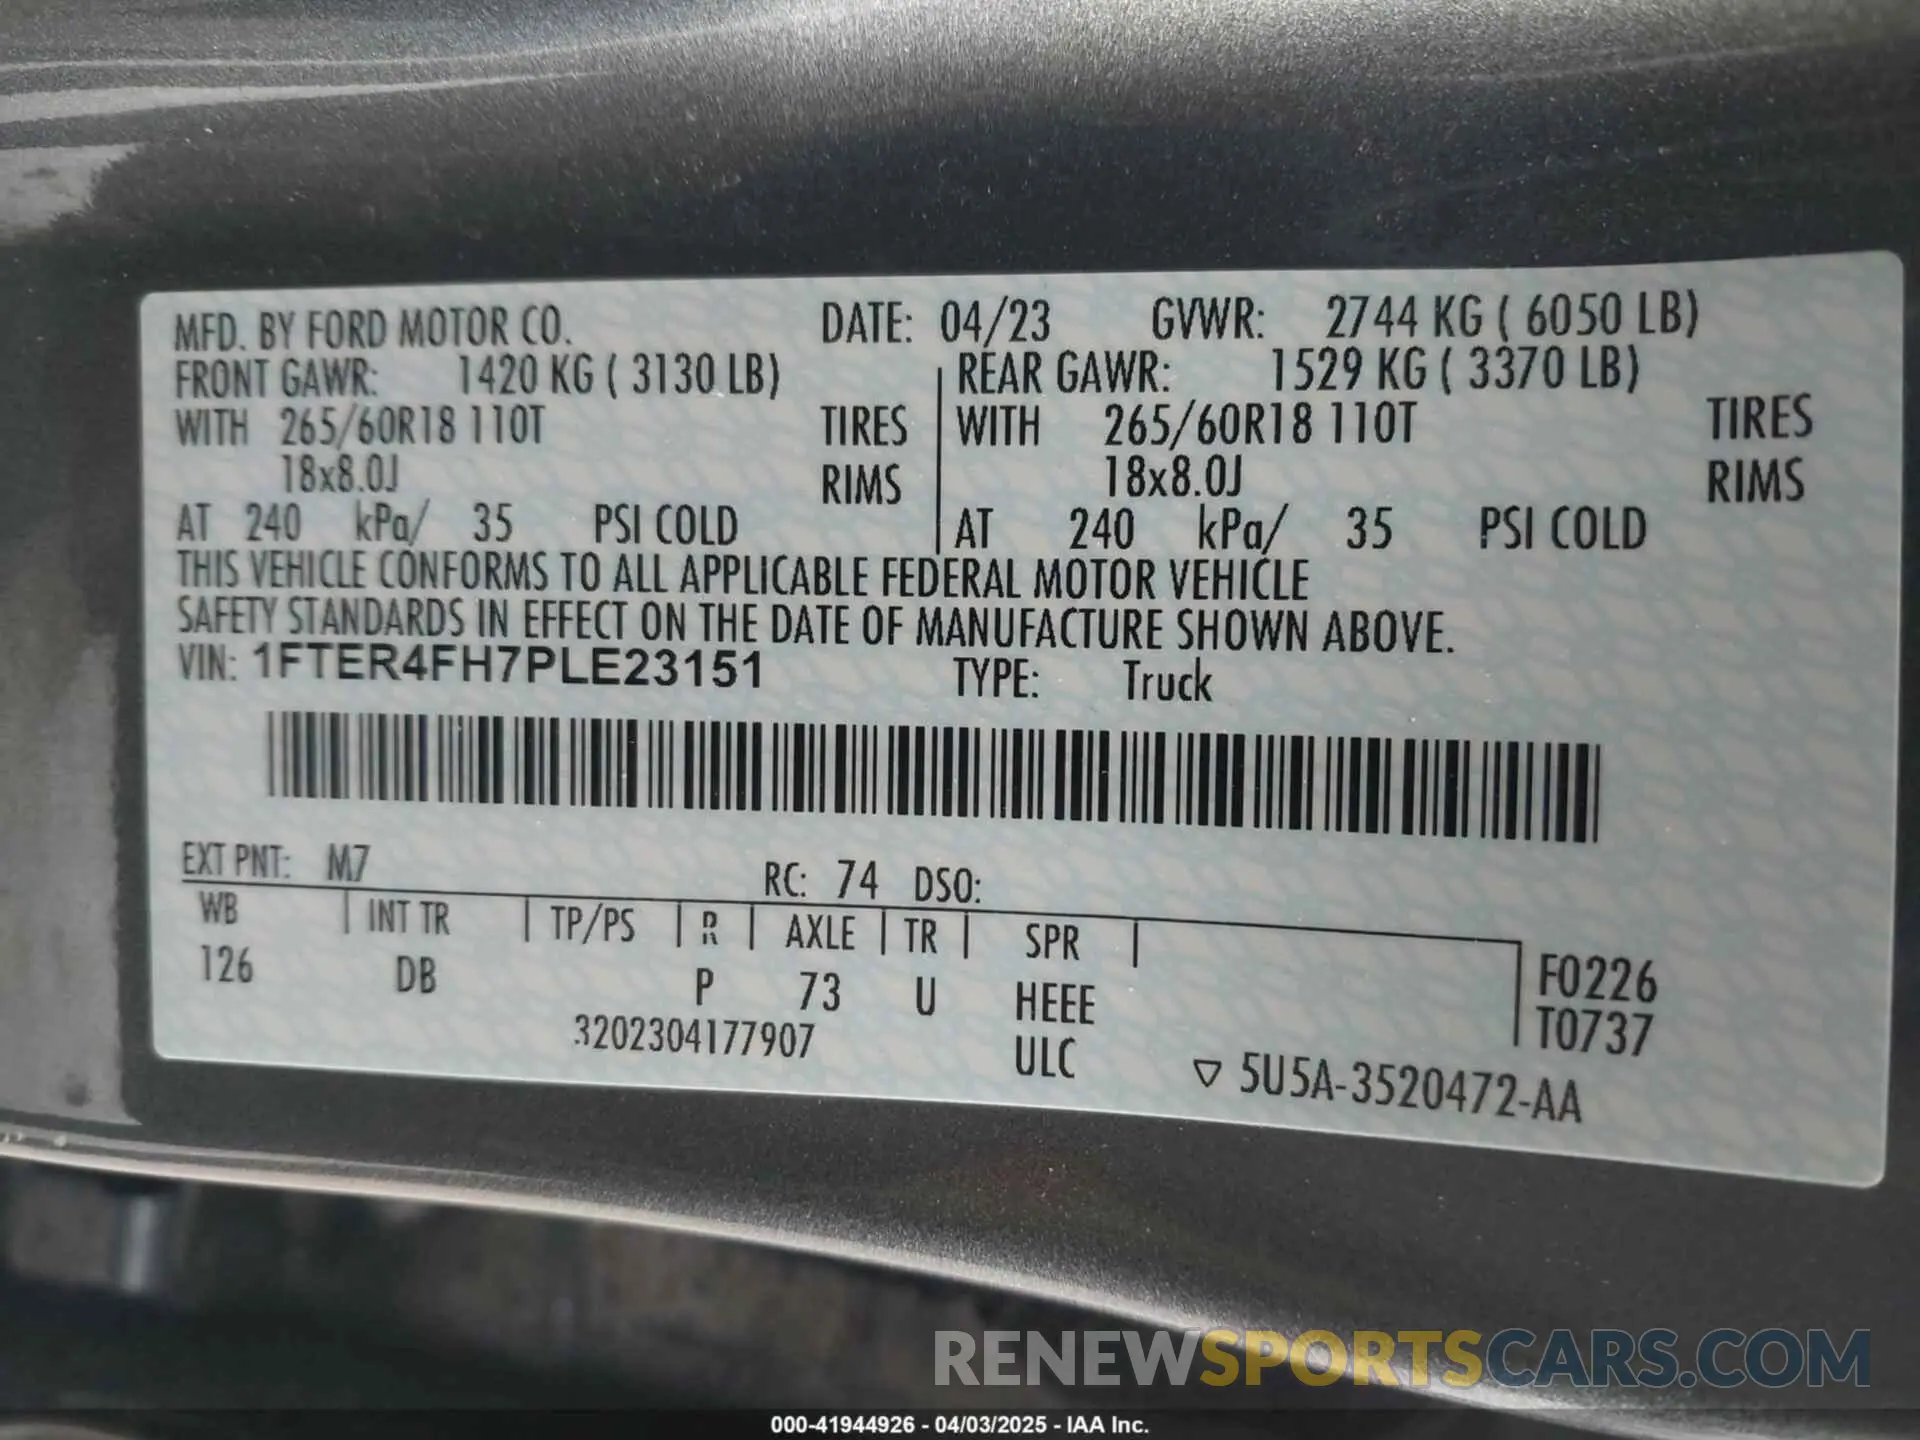 MFD. BY FORD MOTOR CO. DATE: 04/23 GVWR: 2744 KG ( 6050 LB)
FRONT GAWR: 1420 KG ( 3130 LB) REAR GAWR: 1529 KG ( 3370 LB)
WITH 265/60R18 110T TIRES WITH 265/60R18 110T TIRES
18x8.0J RIMS 18x8.0J RIMS
AT 240 kPa/ 35 PSI COLD AT 240 kPa/ 35 PSI COLD
THIS VEHICLE CONFORMS TO ALL APPLICABLE FEDERAL MOTOR VEHICLE
SAFETY STANDARDS IN EFFECT ON THE DATE OF MANUFACTURE SHOWN ABOVE.
VIN: 1FTER4FH7PLE23151 TYPE: Truck
EXT PNT: M7 RC: 74 DSO:
WB INT TR TP/PS R AXLE TR SPR
126 DB P 73 U HEEE F0226
3202304177907 ULC T0737
5U5A-3520472-AA
RENEWSPORTSCARS.COM
000-41944926 - 04/03/2025 - IAA Inc.